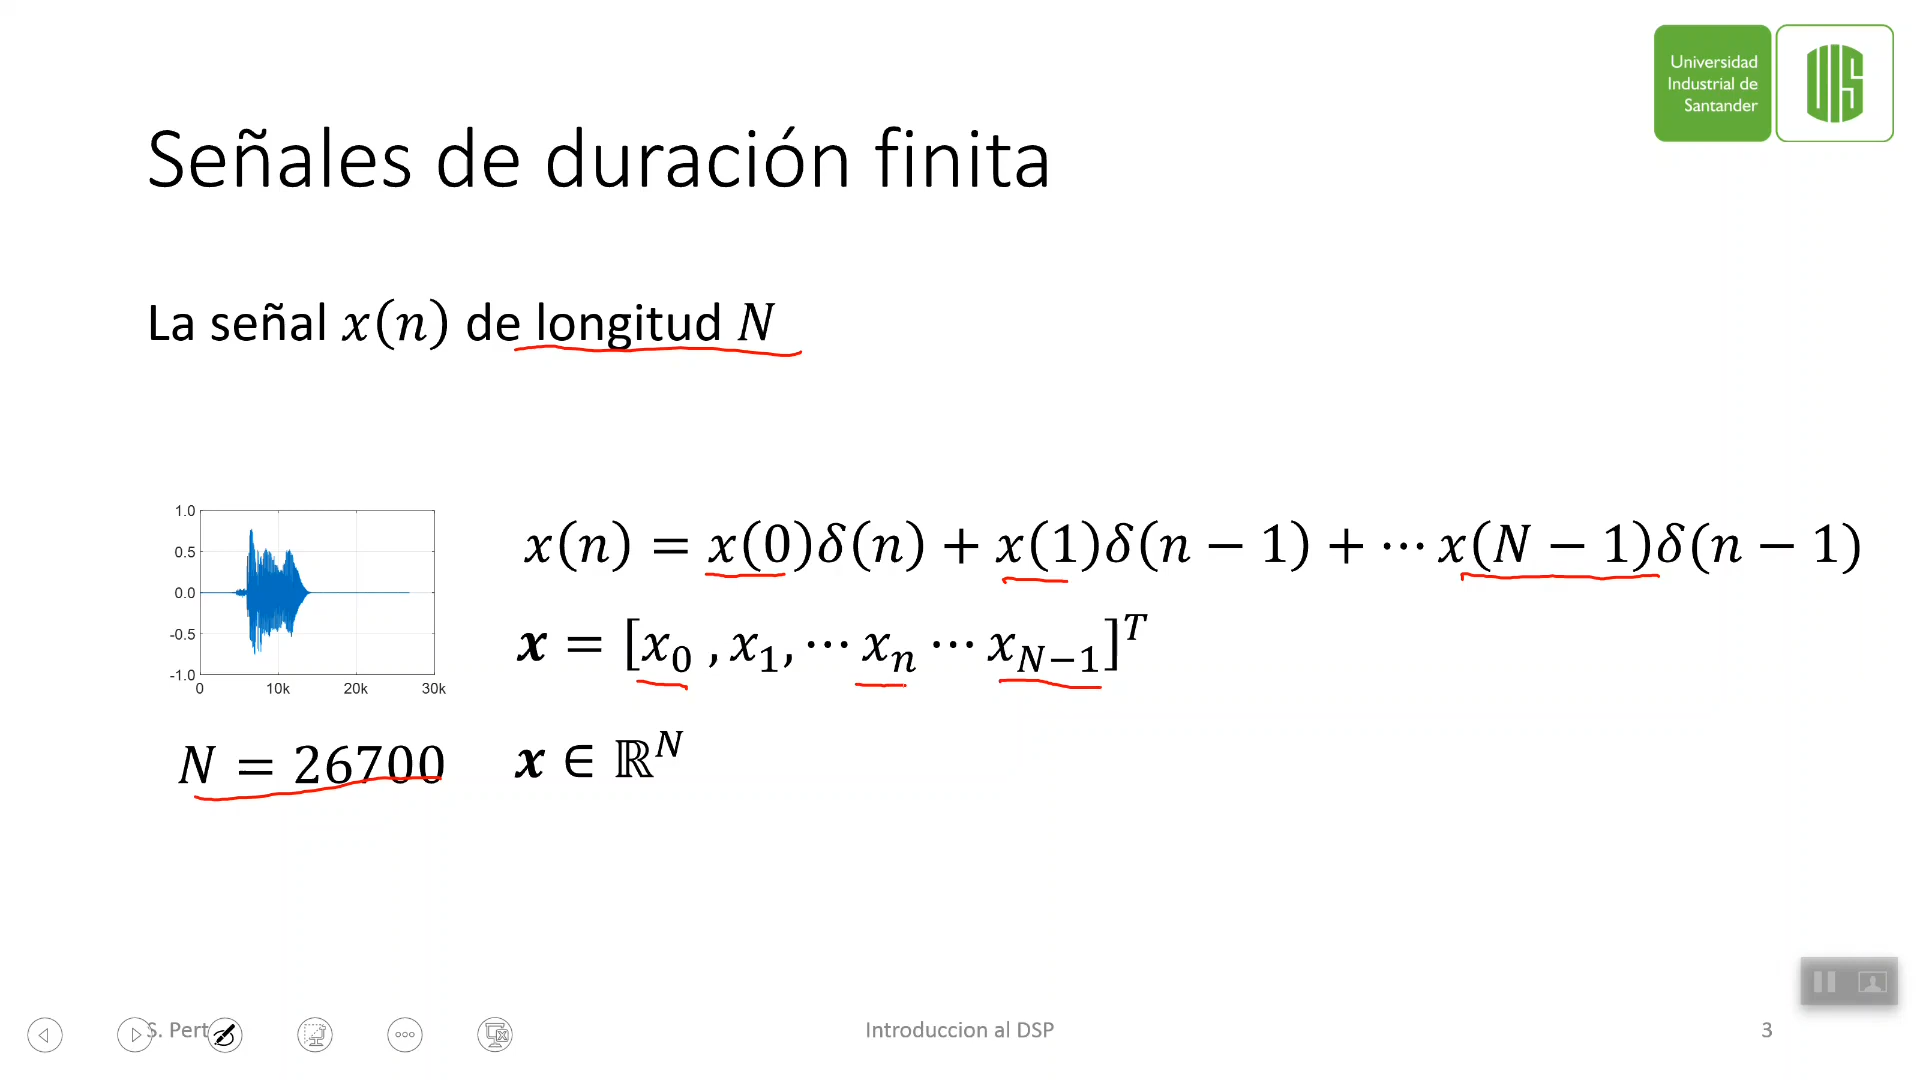 Universidad
Industrial de
Santander
UIS
Señales de duración finita
La señal x(n) de longitud N
1.0
0.5
0.0
-0.5
-1.0
0 10k 20k 30k
x(n) = x(0)δ(n) + x(1)δ(n − 1) + ⋯ x(N − 1)δ(n − 1)
𝒙 = [x₀ , x₁, ⋯ xₙ ⋯ x_{N−1}]^T
N = 26700
𝒙 ∈ ℝ^N
S. Pert
Introduccion al DSP
3